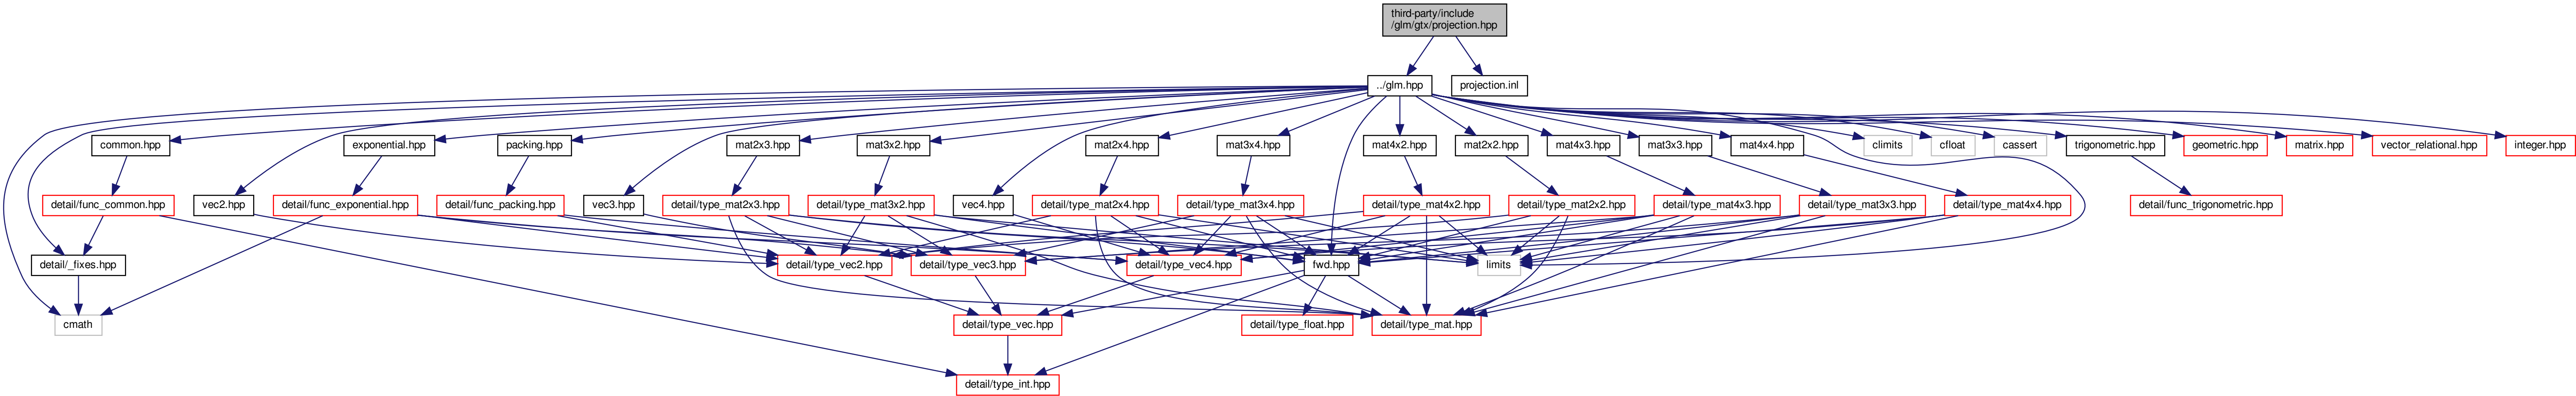 third-party/include
/glm/gtx/projection.hpp
../glm.hpp
projection.inl
common.hpp
exponential.hpp
packing.hpp
mat2x3.hpp
mat3x2.hpp
mat2x4.hpp
mat3x4.hpp
mat4x2.hpp
mat2x2.hpp
mat4x3.hpp
mat3x3.hpp
mat4x4.hpp
climits
cfloat
cassert
trigonometric.hpp
geometric.hpp
matrix.hpp
vector_relational.hpp
integer.hpp
detail/func_common.hpp
vec2.hpp
detail/func_exponential.hpp
detail/func_packing.hpp
vec3.hpp
detail/type_mat2x3.hpp
detail/type_mat3x2.hpp
vec4.hpp
detail/type_mat2x4.hpp
detail/type_mat3x4.hpp
detail/type_mat4x2.hpp
detail/type_mat2x2.hpp
detail/type_mat4x3.hpp
detail/type_mat3x3.hpp
detail/type_mat4x4.hpp
detail/func_trigonometric.hpp
detail/_fixes.hpp
detail/type_vec2.hpp
detail/type_vec3.hpp
detail/type_vec4.hpp
fwd.hpp
limits
cmath
detail/type_vec.hpp
detail/type_float.hpp
detail/type_mat.hpp
detail/type_int.hpp